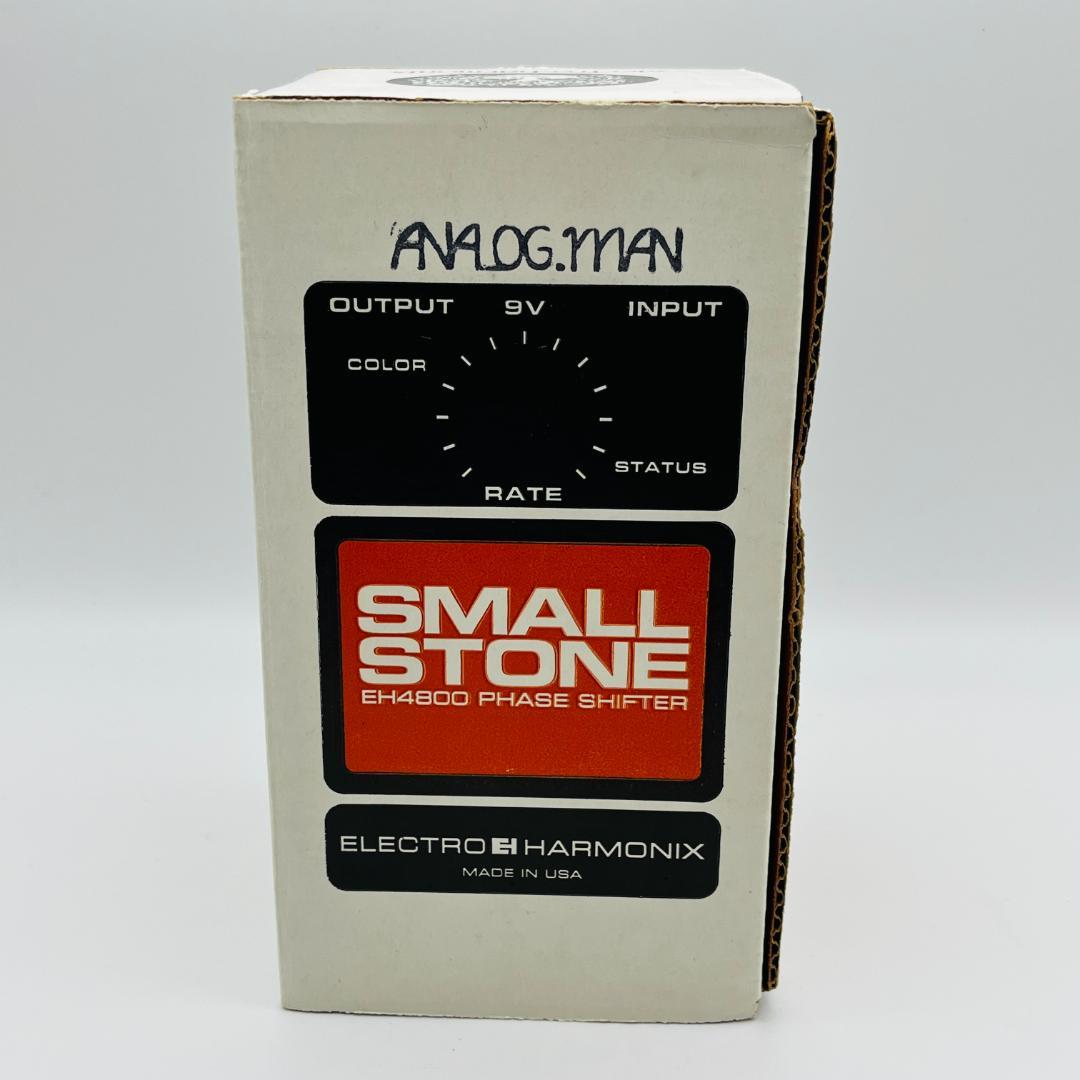 ANALOG.MAN
OUTPUT 9V INPUT
COLOR
STATUS
RATE
SMALL
STONE
EH4800 PHASE SHIFTER
ELECTRO EH HARMONIX
MADE IN USA